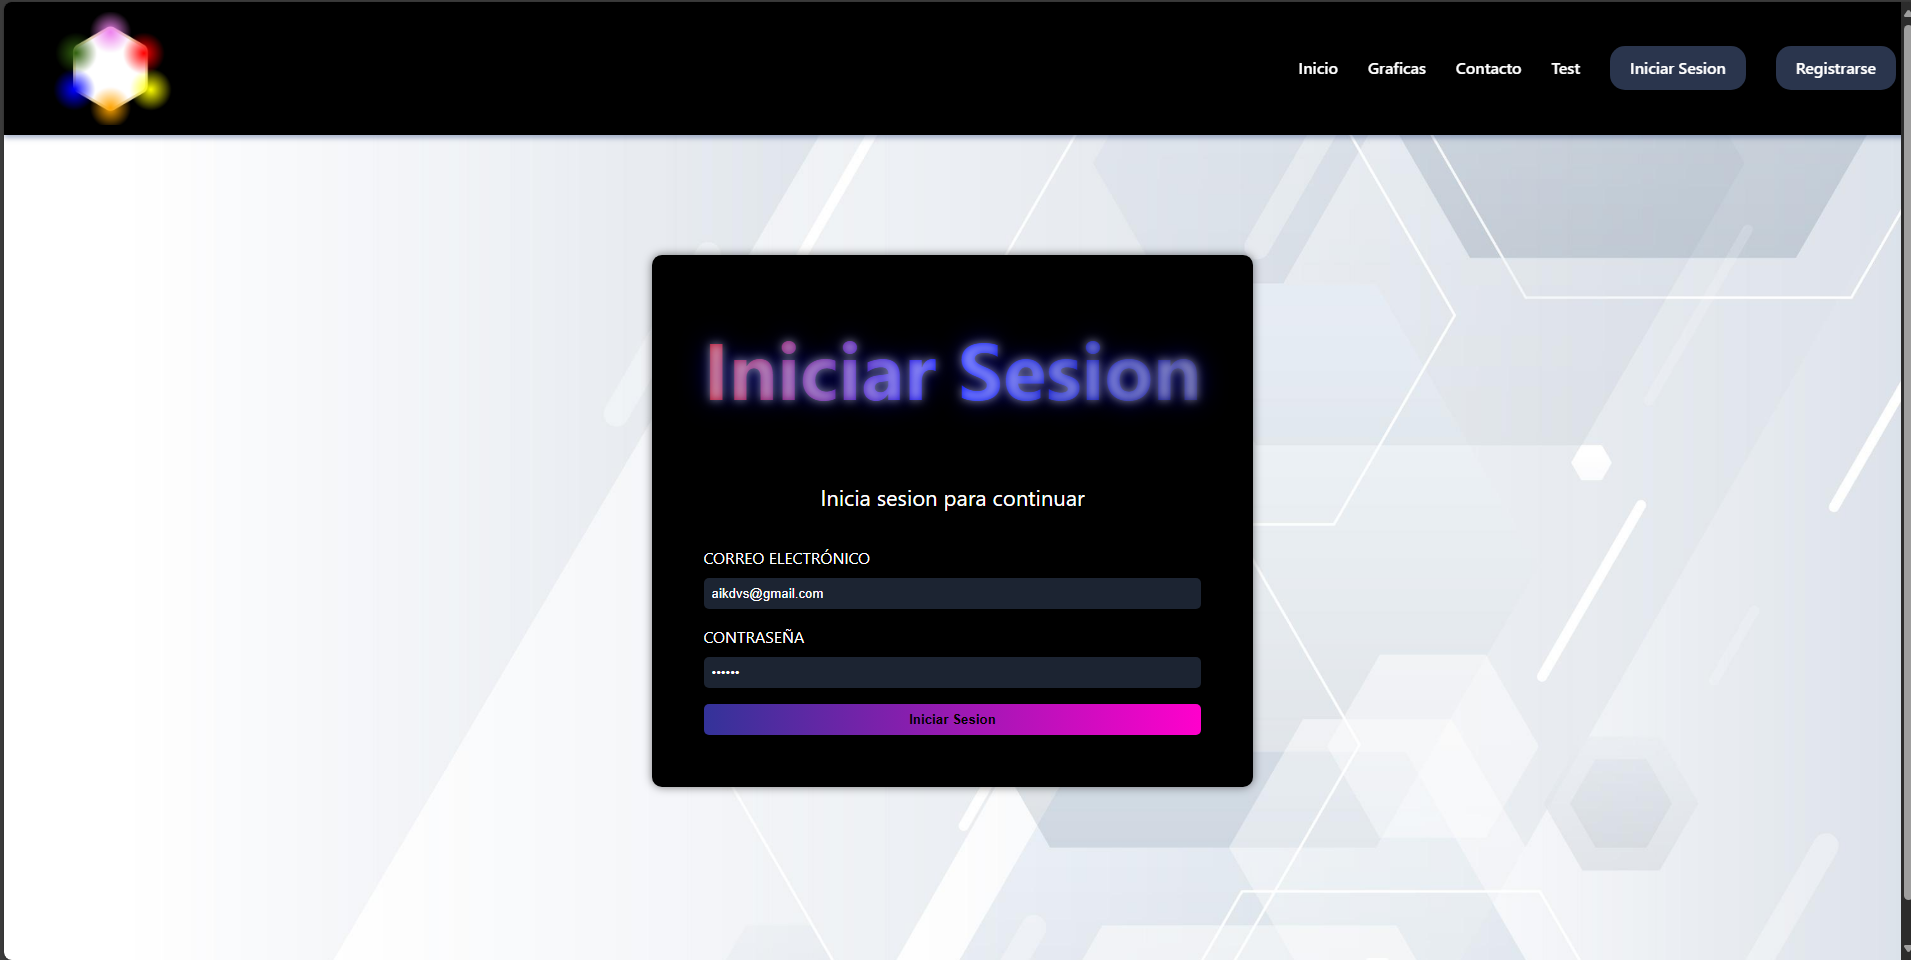 Inicio Graficas Contacto Test Iniciar Sesion Registrarse
Iniciar Sesion
Inicia sesion para continuar
CORREO ELECTRÓNICO
aikdvs@gmail.com
CONTRASEÑA
••••••
Iniciar Sesion